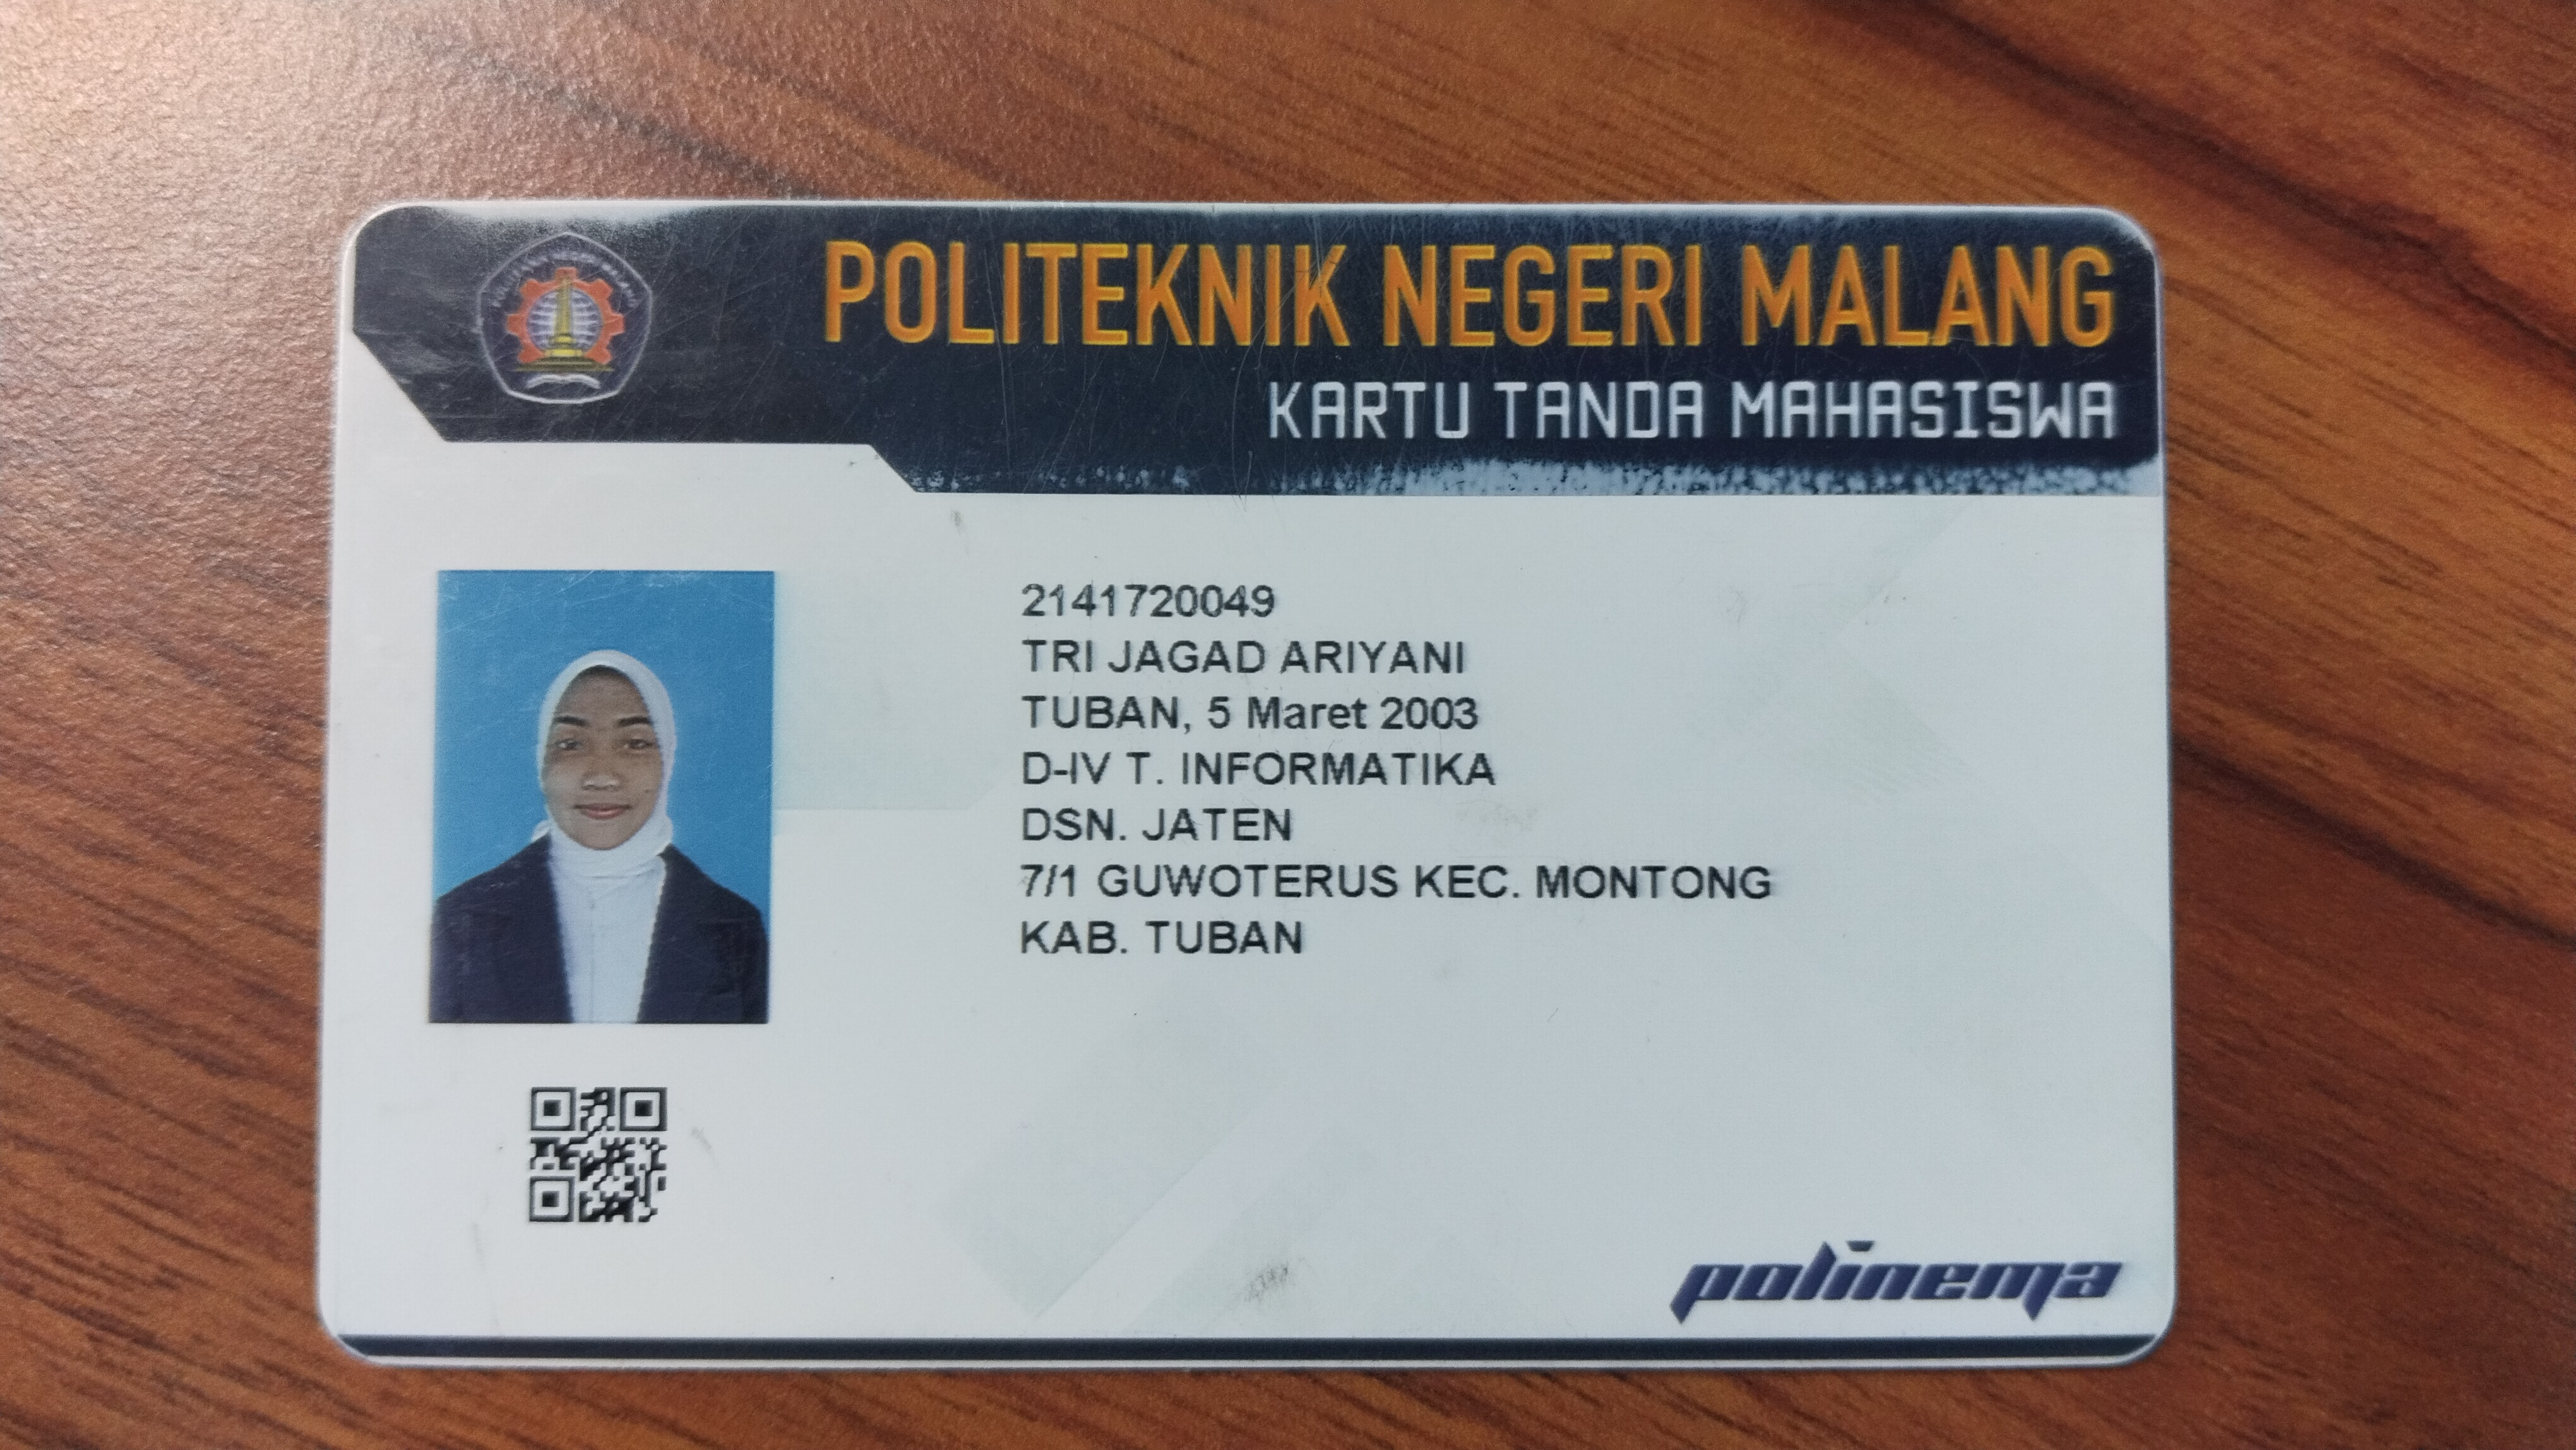 POLITEKNIK NEGERI MALANG
KARTU TANDA MAHASISWA
2141720049
TRI JAGAD ARIYANI
TUBAN, 5 Maret 2003
D-IV T. INFORMATIKA
DSN. JATEN
7/1 GUWOTERUS KEC. MONTONG
KAB. TUBAN
polinema